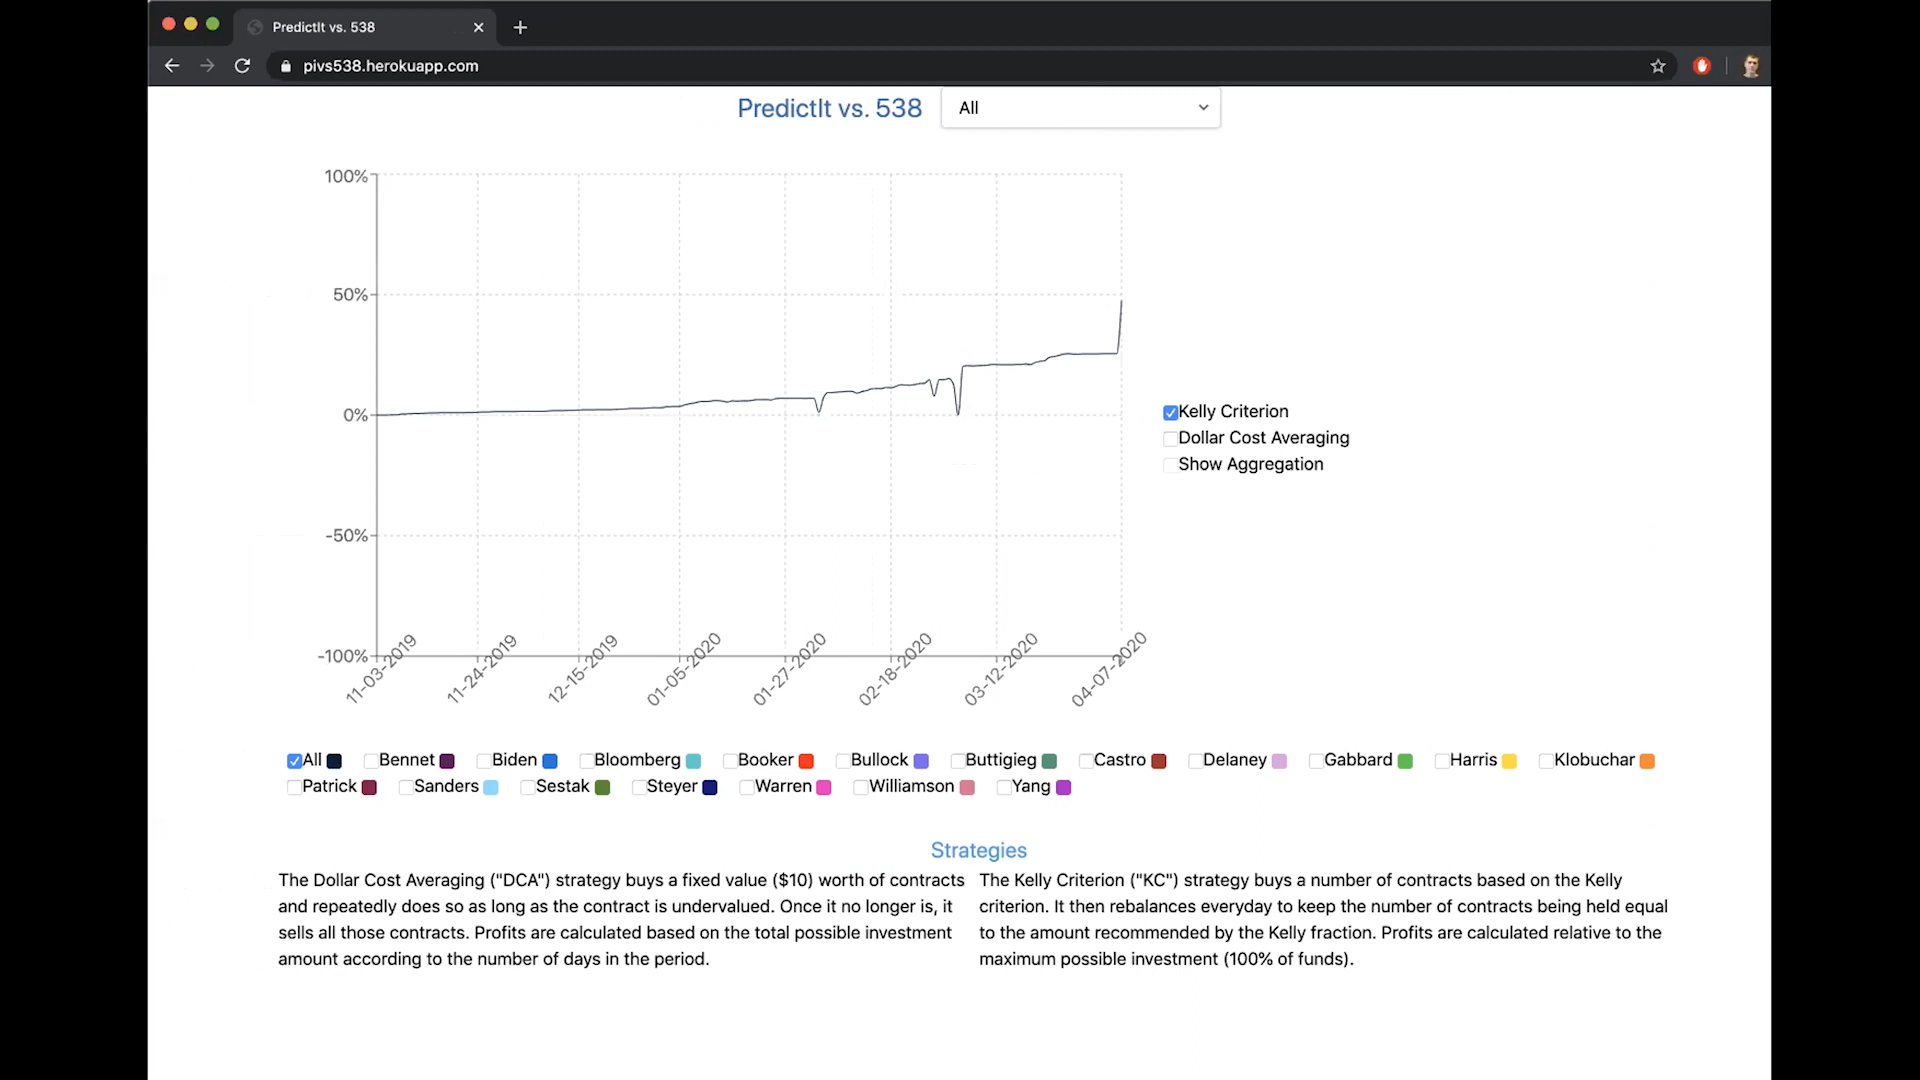 PredictIt vs. 538
pivs538.herokuapp.com
PredictIt vs. 538 All
100%
50%
0%
-50%
-100%
11-03-2019 11-24-2019 12-15-2019 01-05-2020 01-27-2020 02-18-2020 03-12-2020 04-07-2020
Kelly Criterion
Dollar Cost Averaging
Show Aggregation
All Bennet Biden Bloomberg Booker Bullock Buttigieg Castro Delaney Gabbard Harris Klobuchar
Patrick Sanders Sestak Steyer Warren Williamson Yang
Strategies
The Dollar Cost Averaging ("DCA") strategy buys a fixed value ($10) worth of contracts
and repeatedly does so as long as the contract is undervalued. Once it no longer is, it
sells all those contracts. Profits are calculated based on the total possible investment
amount according to the number of days in the period.
The Kelly Criterion ("KC") strategy buys a number of contracts based on the Kelly
criterion. It then rebalances everyday to keep the number of contracts being held equal
to the amount recommended by the Kelly fraction. Profits are calculated relative to the
maximum possible investment (100% of funds).